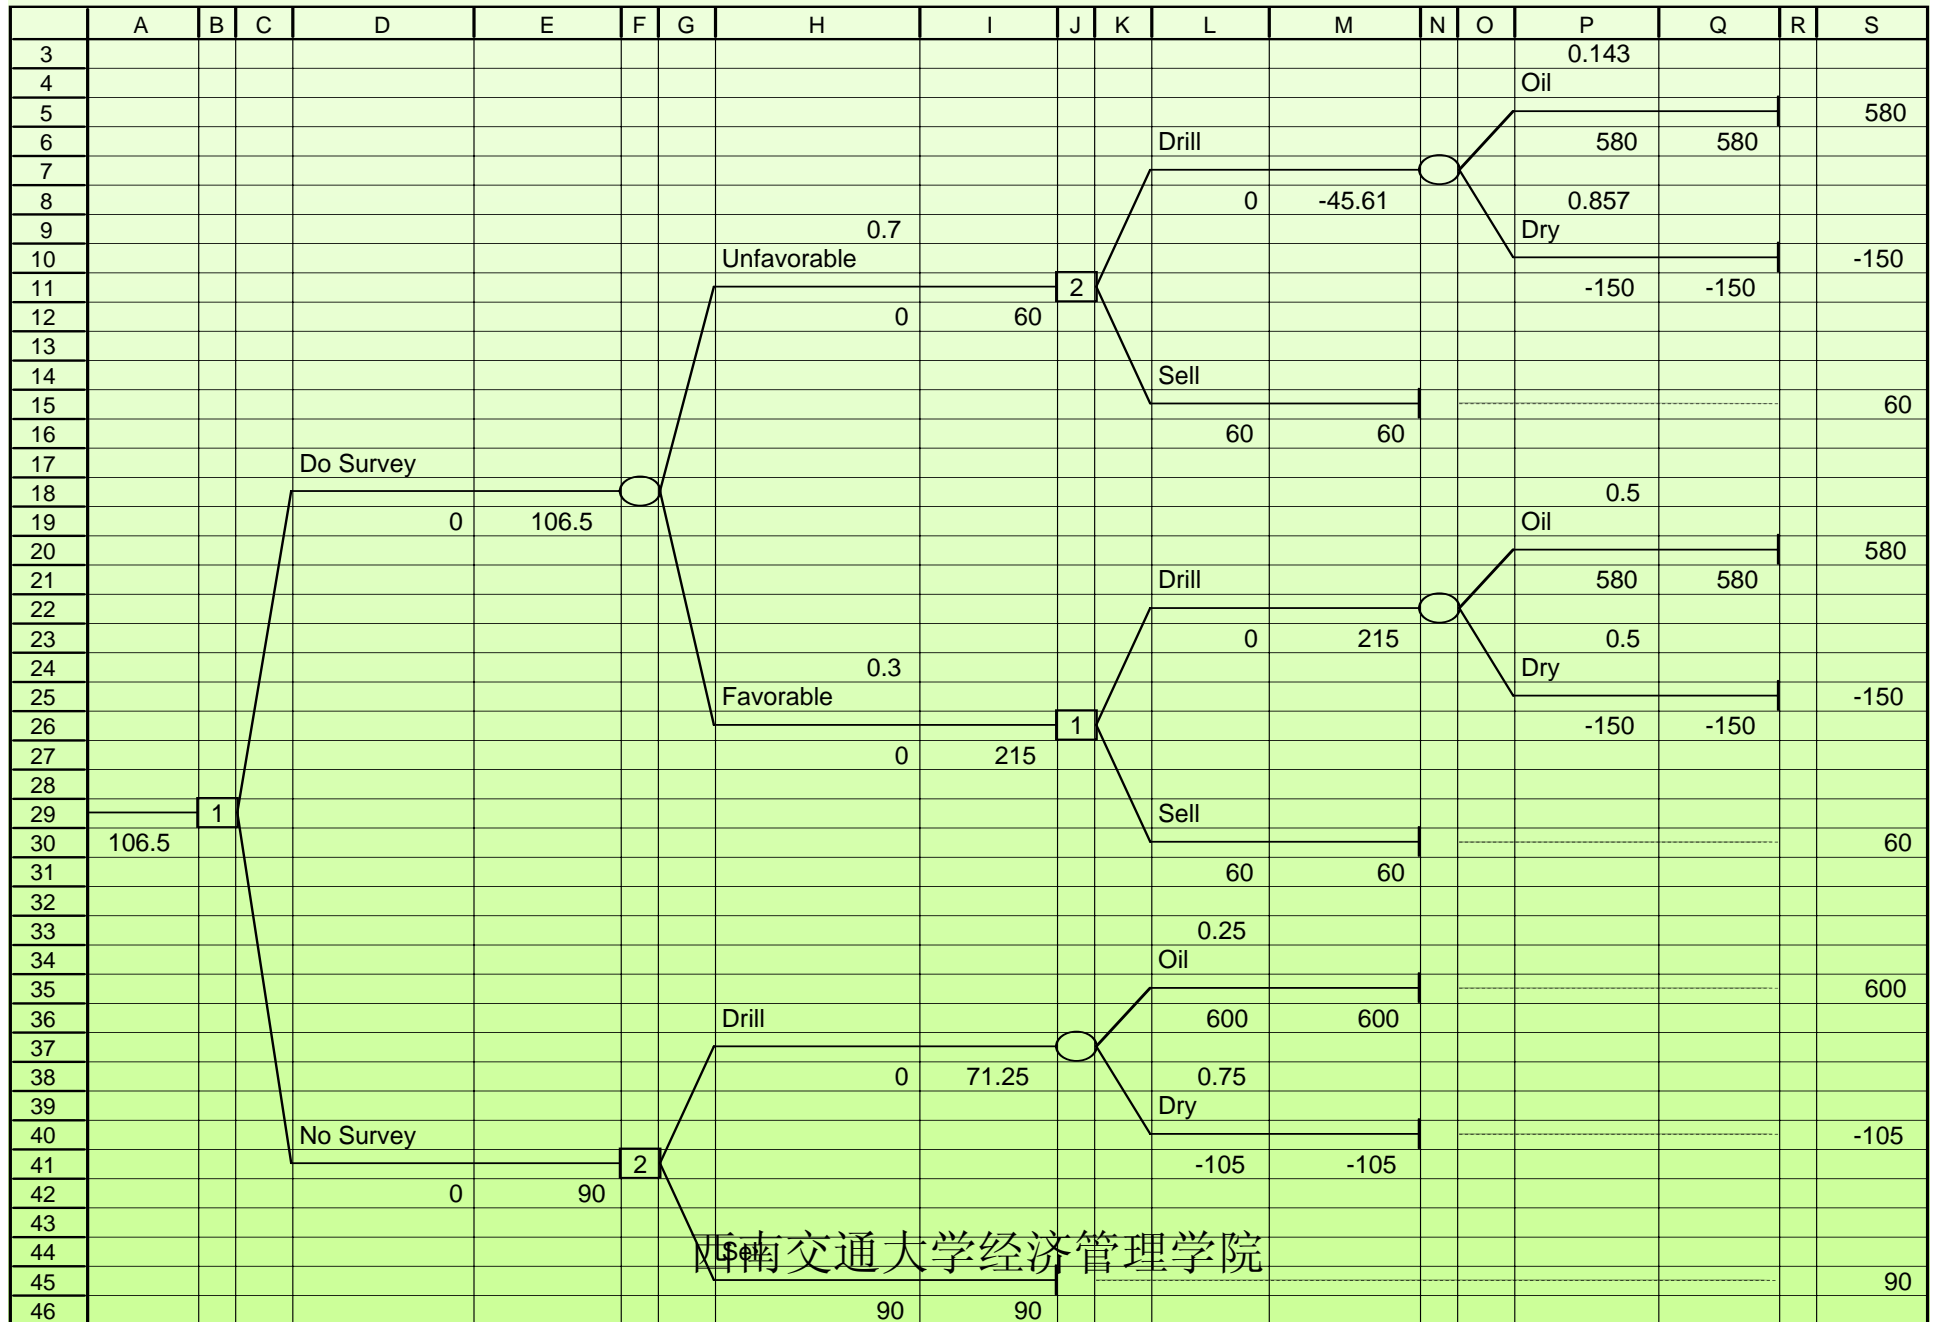 A B C D E F G H I J K L M N O P Q R S
3 0.143
4 Oil
5 580
6 Drill 580 580
7
8 0 -45.61 0.857
9 0.7 Dry
10 Unfavorable -150
11 2 -150 -150
12 0 60
13
14 Sell
15 60
16 60 60
17 Do Survey
18 0.5
19 0 106.5 Oil
20 580
21 Drill 580 580
22
23 0 215 0.5
24 0.3 Dry
25 Favorable -150
26 1 -150 -150
27 0 215
28
29 1 Sell
30 106.5 60
31 60 60
32
33 0.25
34 Oil
35 600
36 Drill 600 600
37
38 0 71.25 0.75
39 Dry
40 No Survey -105
41 2 -105 -105
42 0 90
43
44 Sell
西南交通大学经济管理学院
45 90
46 90 90